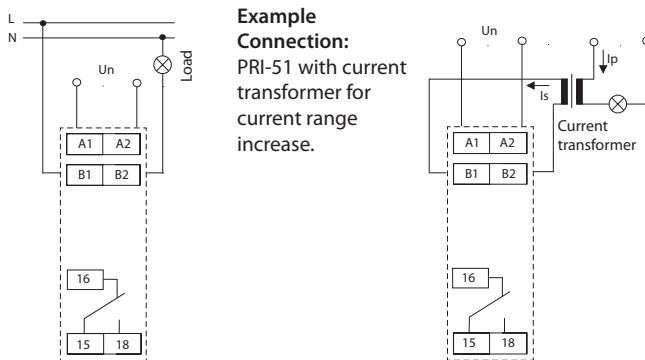 L
N
Un
Load
A1 A2
B1 B2
16
15 18
Example
Connection:
PRI-51 with current
transformer for
current range
increase.
Un
Ip
Is
Current
transformer
A1 A2
B1 B2
16
15 18